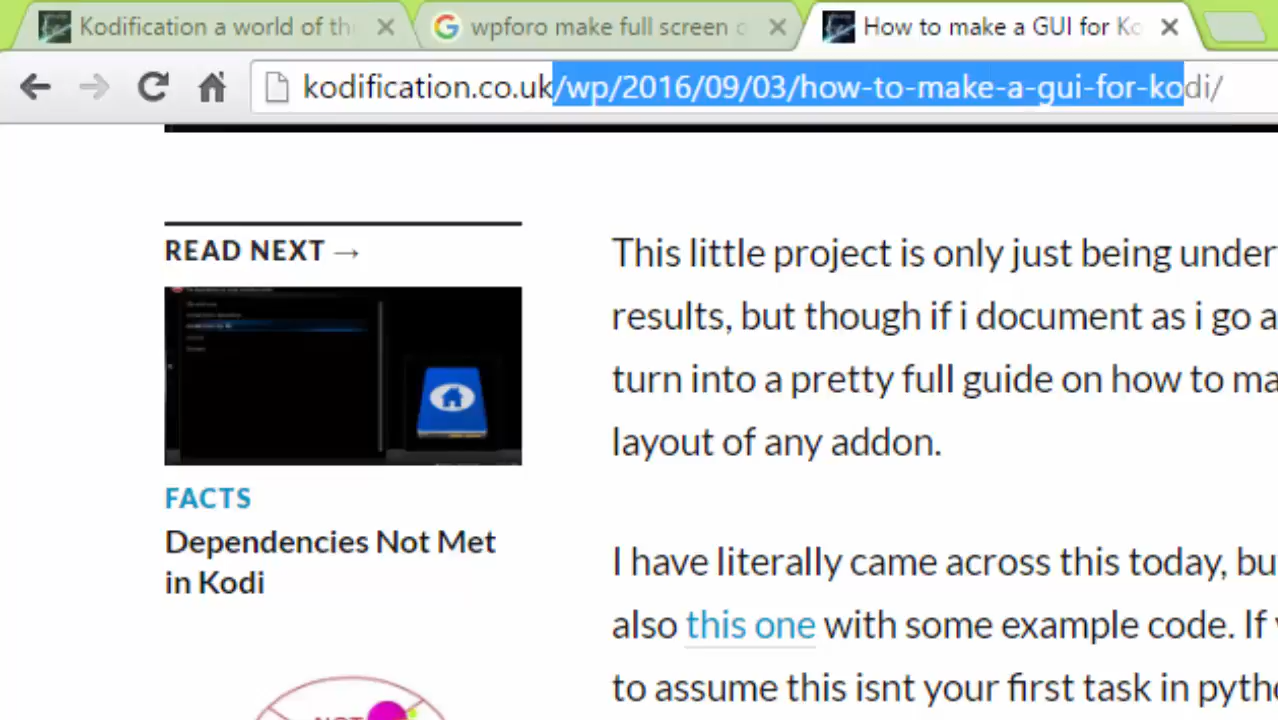 Kodification a world of th
wpforo make full screen
How to make a GUI for Ko
kodification.co.uk/wp/2016/09/03/how-to-make-a-gui-for-kodi/
READ NEXT →
FACTS
Dependencies Not Met
in Kodi
NOT
This little project is only just being under
results, but though if i document as i go a
turn into a pretty full guide on how to ma
layout of any addon.
I have literally came across this today, bu
also this one with some example code. If
to assume this isnt your first task in pyth